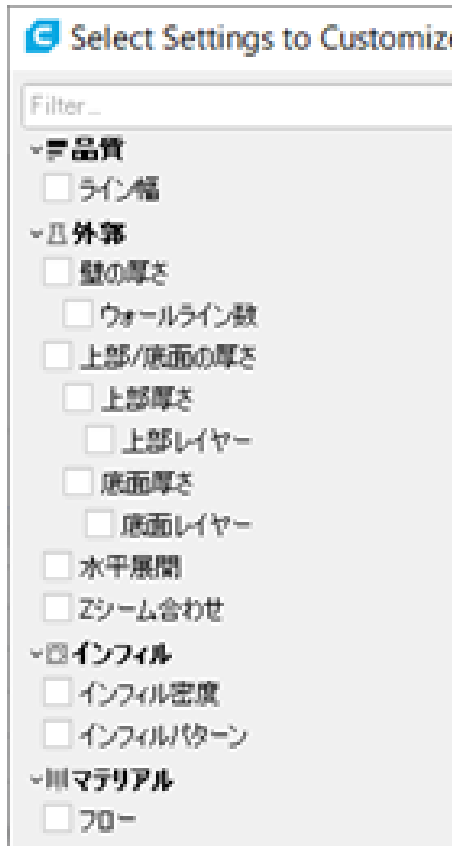 Select Settings to Customize
Filter...
品質
ライン幅
外郭
壁の厚さ
ウォールライン数
上部/底面の厚さ
上部厚さ
上部レイヤー
底面厚さ
底面レイヤー
水平展開
Zシーム合わせ
インフィル
インフィル密度
インフィルパターン
マテリアル
フロー